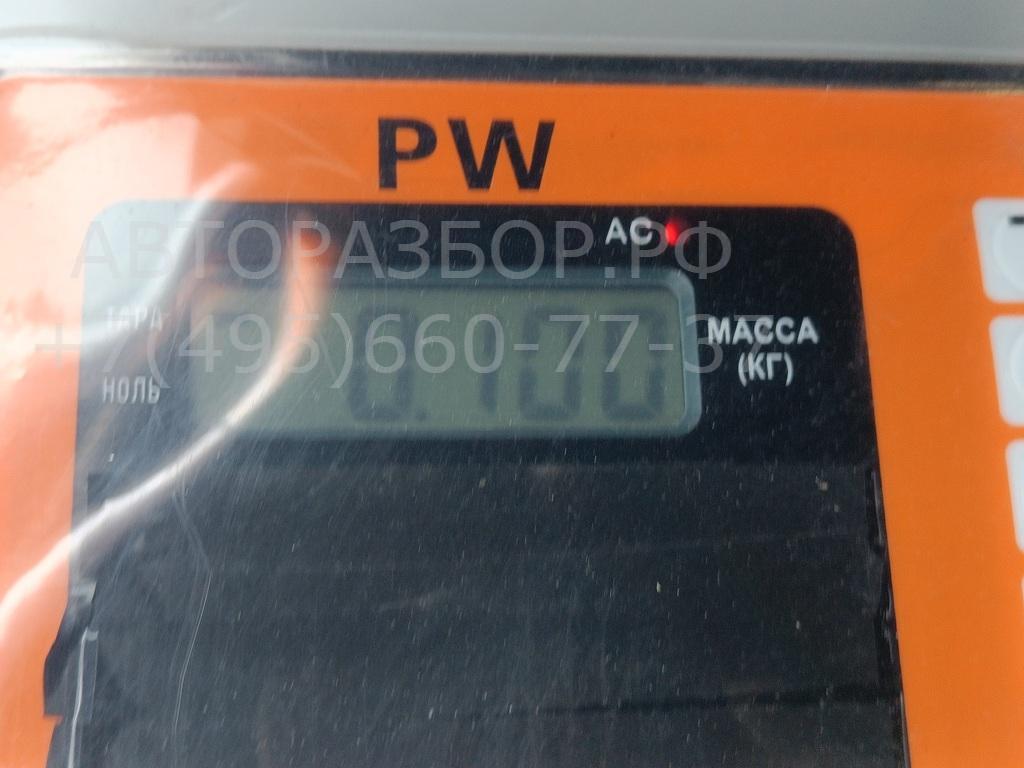 PW
AC
АВТОРАЗБОР.РФ
ТАРА
+7(495)660-77-37
0.100
МАССА
(КГ)
НОЛЬ